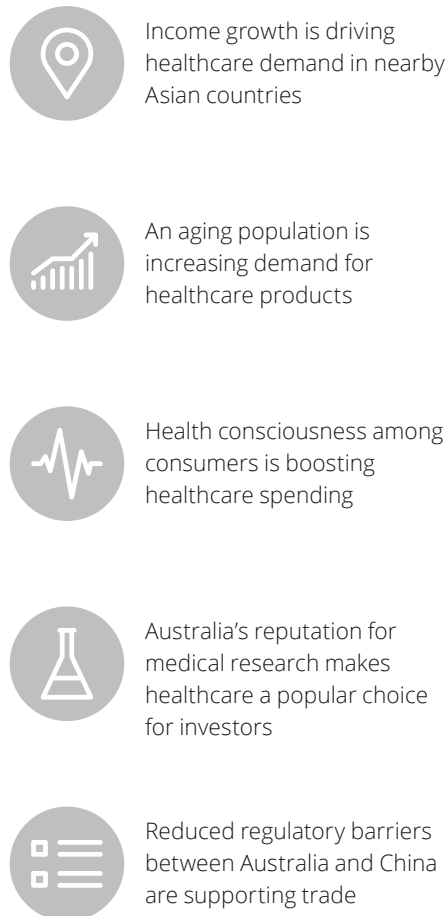 Income growth is driving
healthcare demand in nearby
Asian countries
An aging population is
increasing demand for
healthcare products
Health consciousness among
consumers is boosting
healthcare spending
Australia’s reputation for
medical research makes
healthcare a popular choice
for investors
Reduced regulatory barriers
between Australia and China
are supporting trade